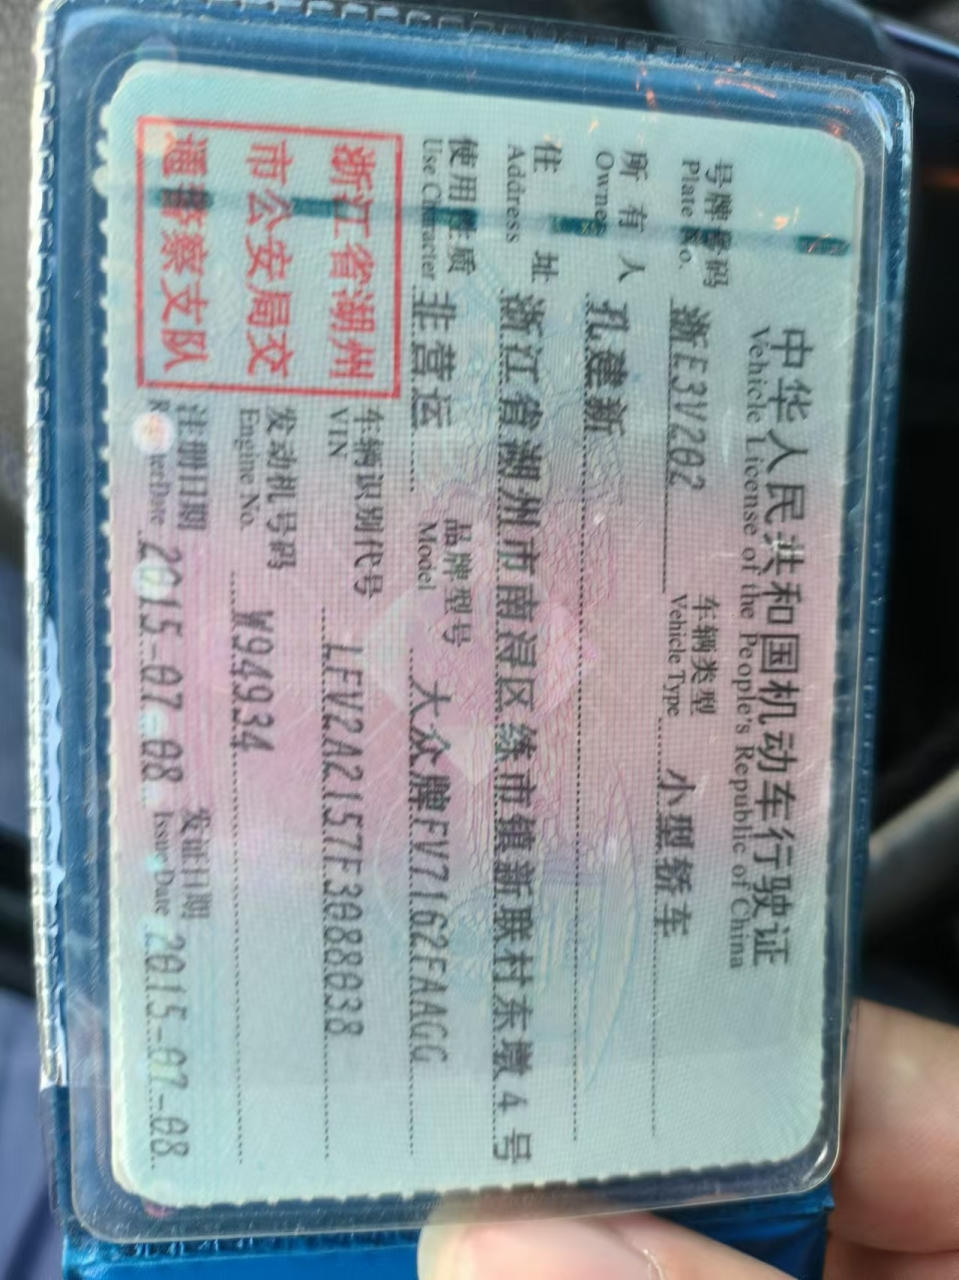 中华人民共和国机动车行驶证
Vehicle License of the People's Republic of China
号牌号码 浙E3V202 车辆类型 小型轿车
Plate No. Vehicle Type
所有人 孔建新
Owner
住址 浙江省湖州市南浔区练市镇新联村东墩4号
Address
使用性质 非营运 品牌型号 大众牌FV7162FAAGG
Use Character Model
浙江省湖州
市公安局交
通警察支队
车辆识别代号 LFV2A2157F3088038
VIN
发动机号码 W94934
Engine No.
注册日期 2015-07-08 发证日期 2015-07-08
Date Issue Date